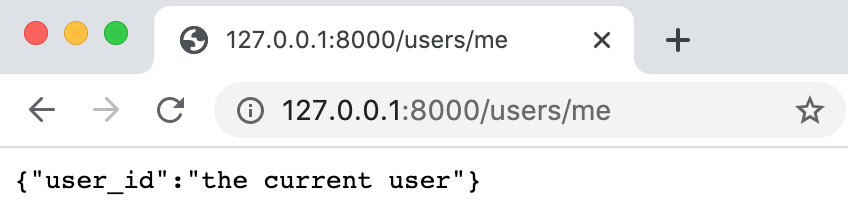 127.0.0.1:8000/users/me
127.0.0.1:8000/users/me
{"user_id":"the current user"}